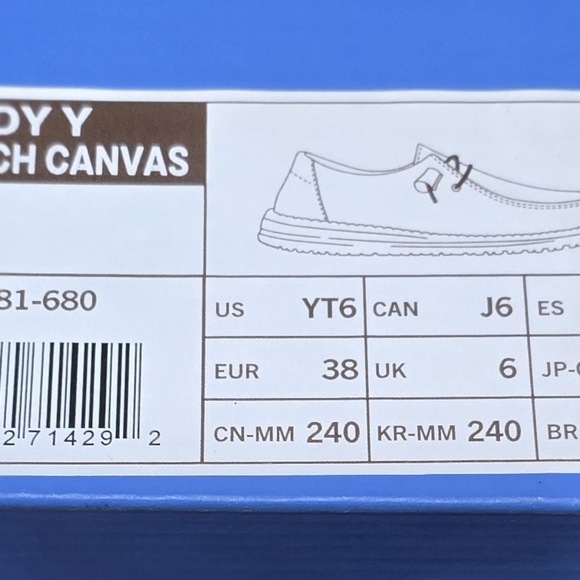 DY Y
CH CANVAS
81-680
US YT6 CAN J6 ES
EUR 38 UK 6 JP-
CN-MM 240 KR-MM 240 BR
271429 2